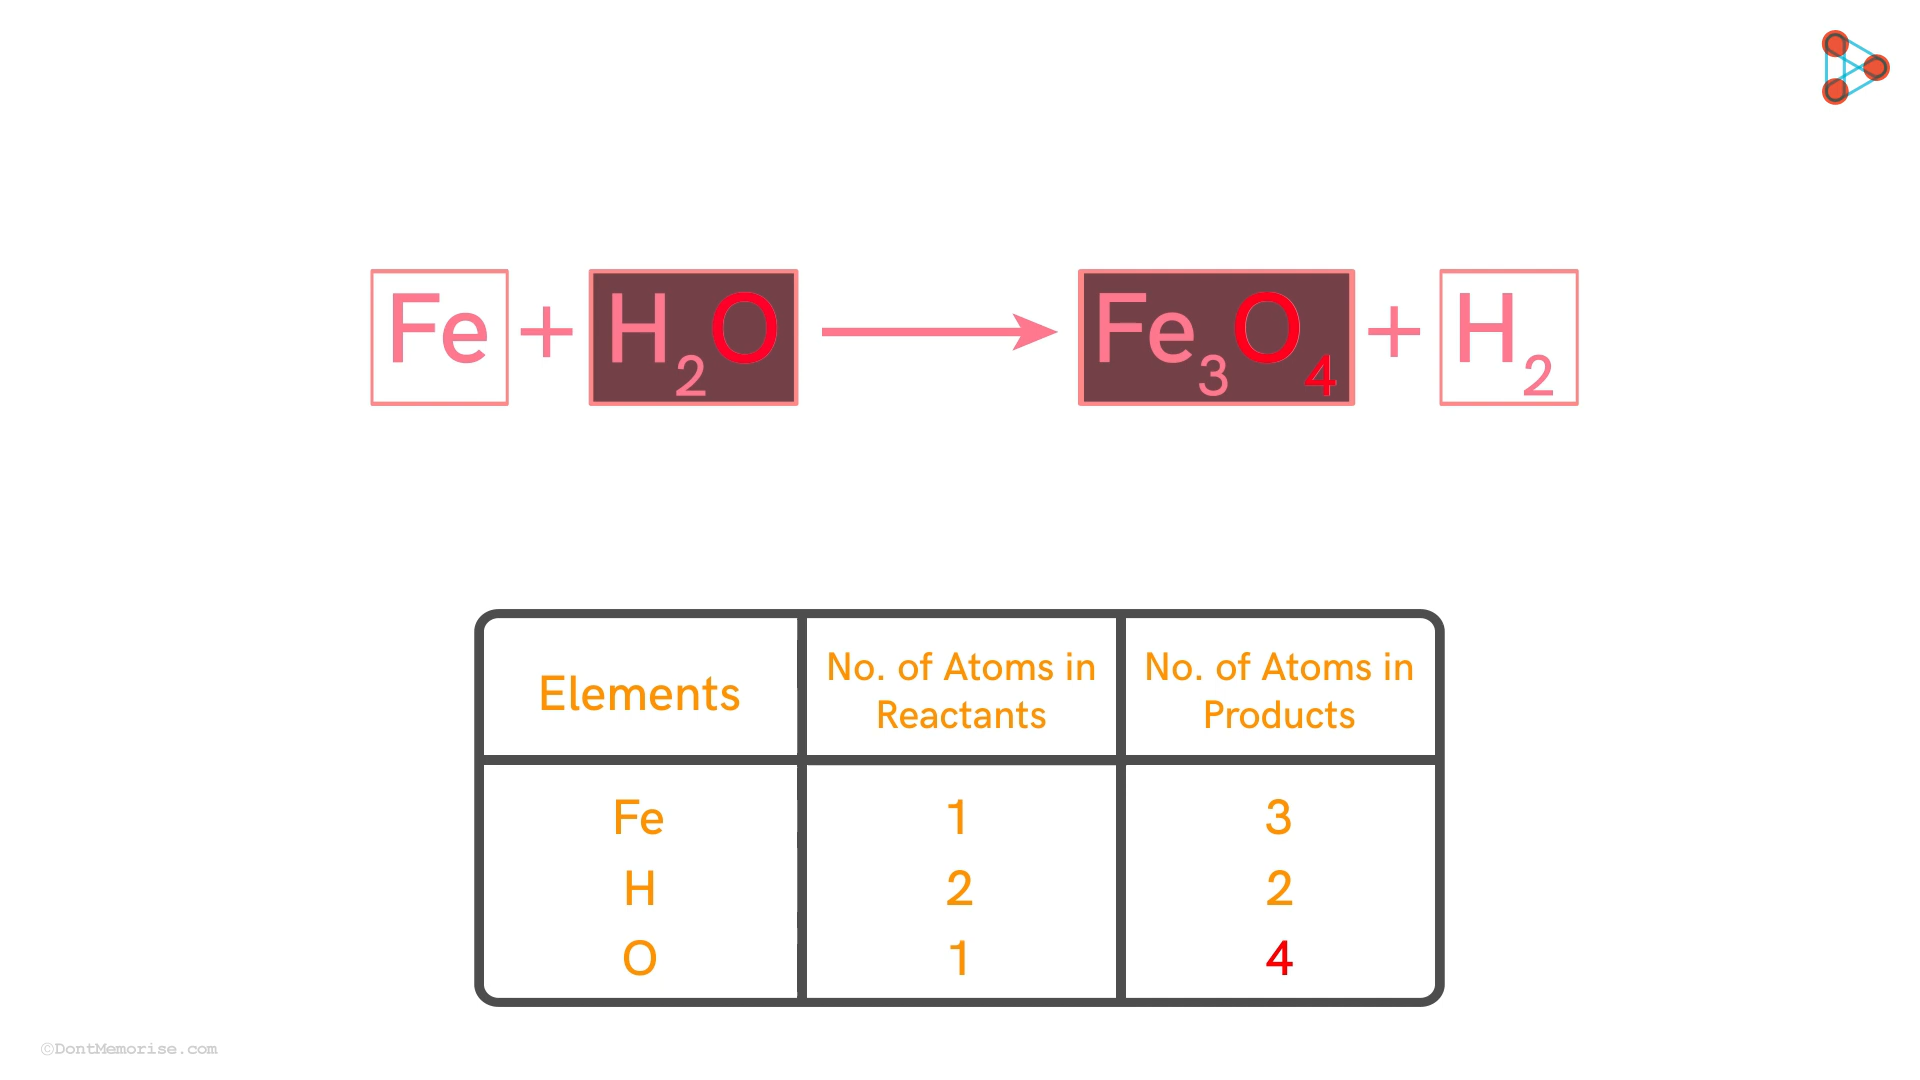 Fe + H₂O → Fe₃O₄ + H₂
Elements
No. of Atoms in
Reactants
No. of Atoms in
Products
Fe 1 3
H 2 2
O 1 4
©DontMemorise.com